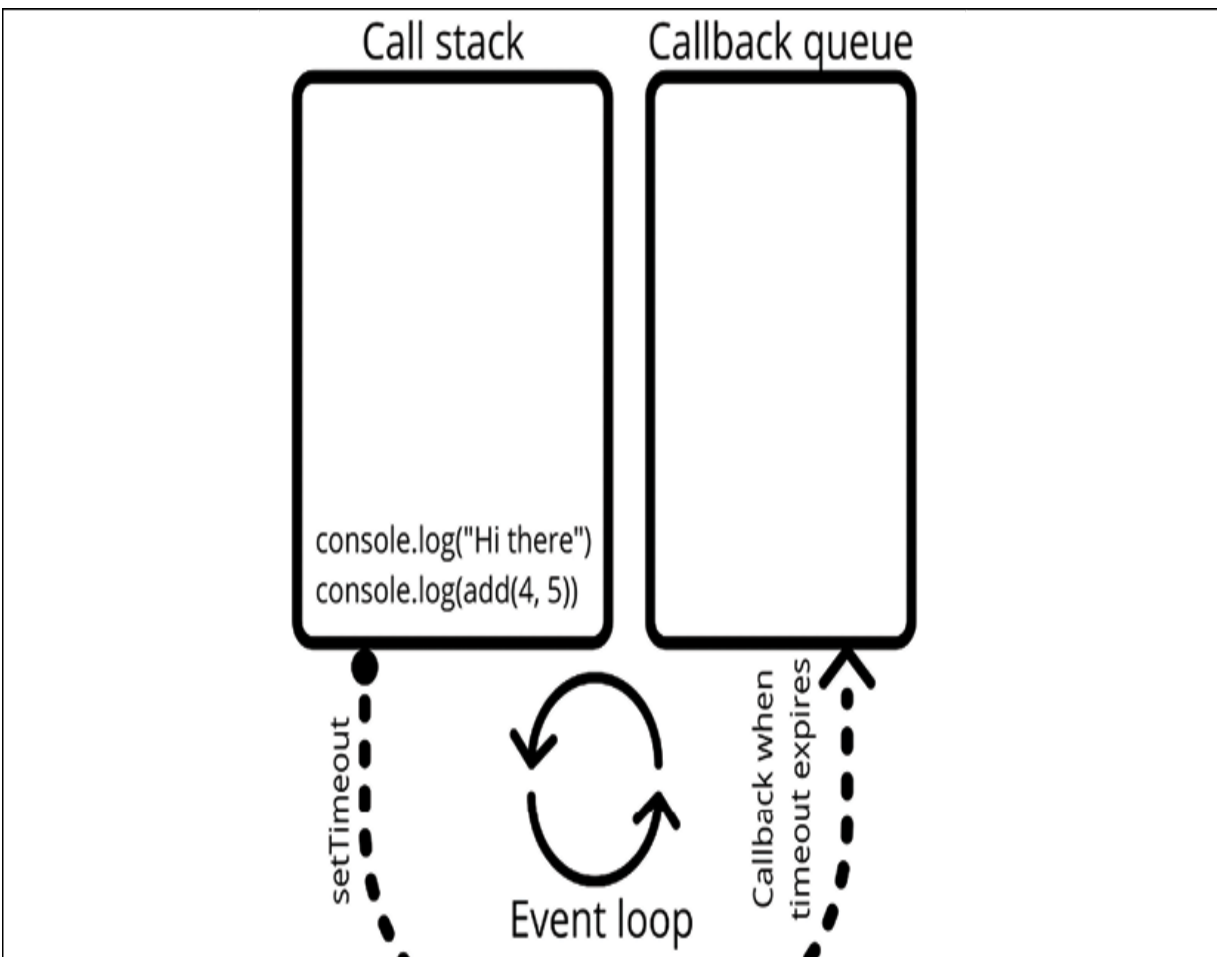 Call stack
Callback queue
console.log("Hi there")
console.log(add(4, 5))
setTimeout
Callback when
timeout expires
Event loop